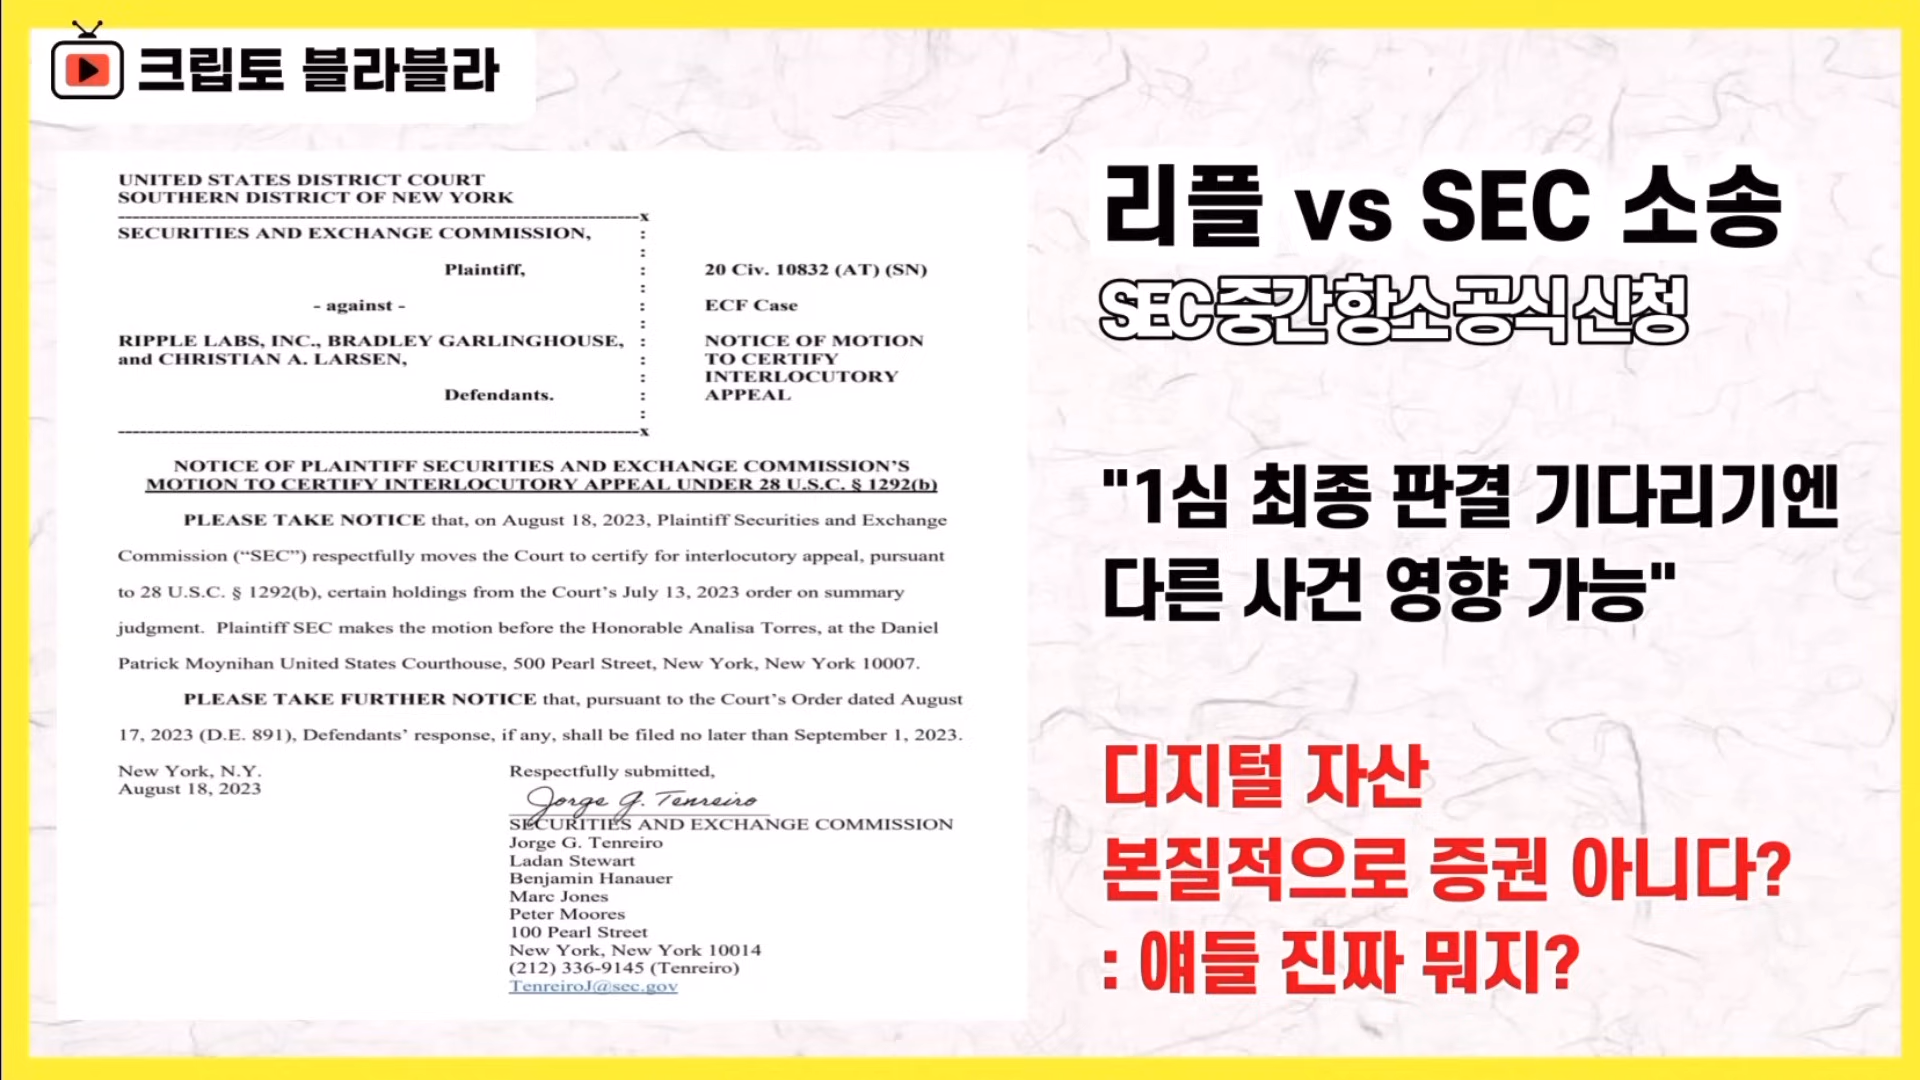 크립토 블라블라
UNITED STATES DISTRICT COURT
SOUTHERN DISTRICT OF NEW YORK
----------------------------------------------------------------------x
SECURITIES AND EXCHANGE COMMISSION, :
:
Plaintiff, : 20 Civ. 10832 (AT) (SN)
:
- against - : ECF Case
:
RIPPLE LABS, INC., BRADLEY GARLINGHOUSE, : NOTICE OF MOTION
and CHRISTIAN A. LARSEN, : TO CERTIFY
: INTERLOCUTORY
Defendants. : APPEAL
:
----------------------------------------------------------------------x
NOTICE OF PLAINTIFF SECURITIES AND EXCHANGE COMMISSION'S
MOTION TO CERTIFY INTERLOCUTORY APPEAL UNDER 28 U.S.C. § 1292(b)
PLEASE TAKE NOTICE that, on August 18, 2023, Plaintiff Securities and Exchange
Commission (“SEC”) respectfully moves the Court to certify for interlocutory appeal, pursuant
to 28 U.S.C. § 1292(b), certain holdings from the Court's July 13, 2023 order on summary
judgment. Plaintiff SEC makes the motion before the Honorable Analisa Torres, at the Daniel
Patrick Moynihan United States Courthouse, 500 Pearl Street, New York, New York 10007.
PLEASE TAKE FURTHER NOTICE that, pursuant to the Court's Order dated August
17, 2023 (D.E. 891), Defendants' response, if any, shall be filed no later than September 1, 2023.
New York, N.Y.
August 18, 2023
Respectfully submitted,
Jorge G. Tenreiro
SECURITIES AND EXCHANGE COMMISSION
Jorge G. Tenreiro
Ladan Stewart
Benjamin Hanauer
Marc Jones
Peter Moores
100 Pearl Street
New York, New York 10014
(212) 336-9145 (Tenreiro)
TenreiroJ@sec.gov
리플 vs SEC 소송
SEC 중간 항소 공식 신청
"1심 최종 판결 기다리기엔
다른 사건 영향 가능"
디지털 자산
본질적으로 증권 아니다?
: 얘들 진짜 뭐지?